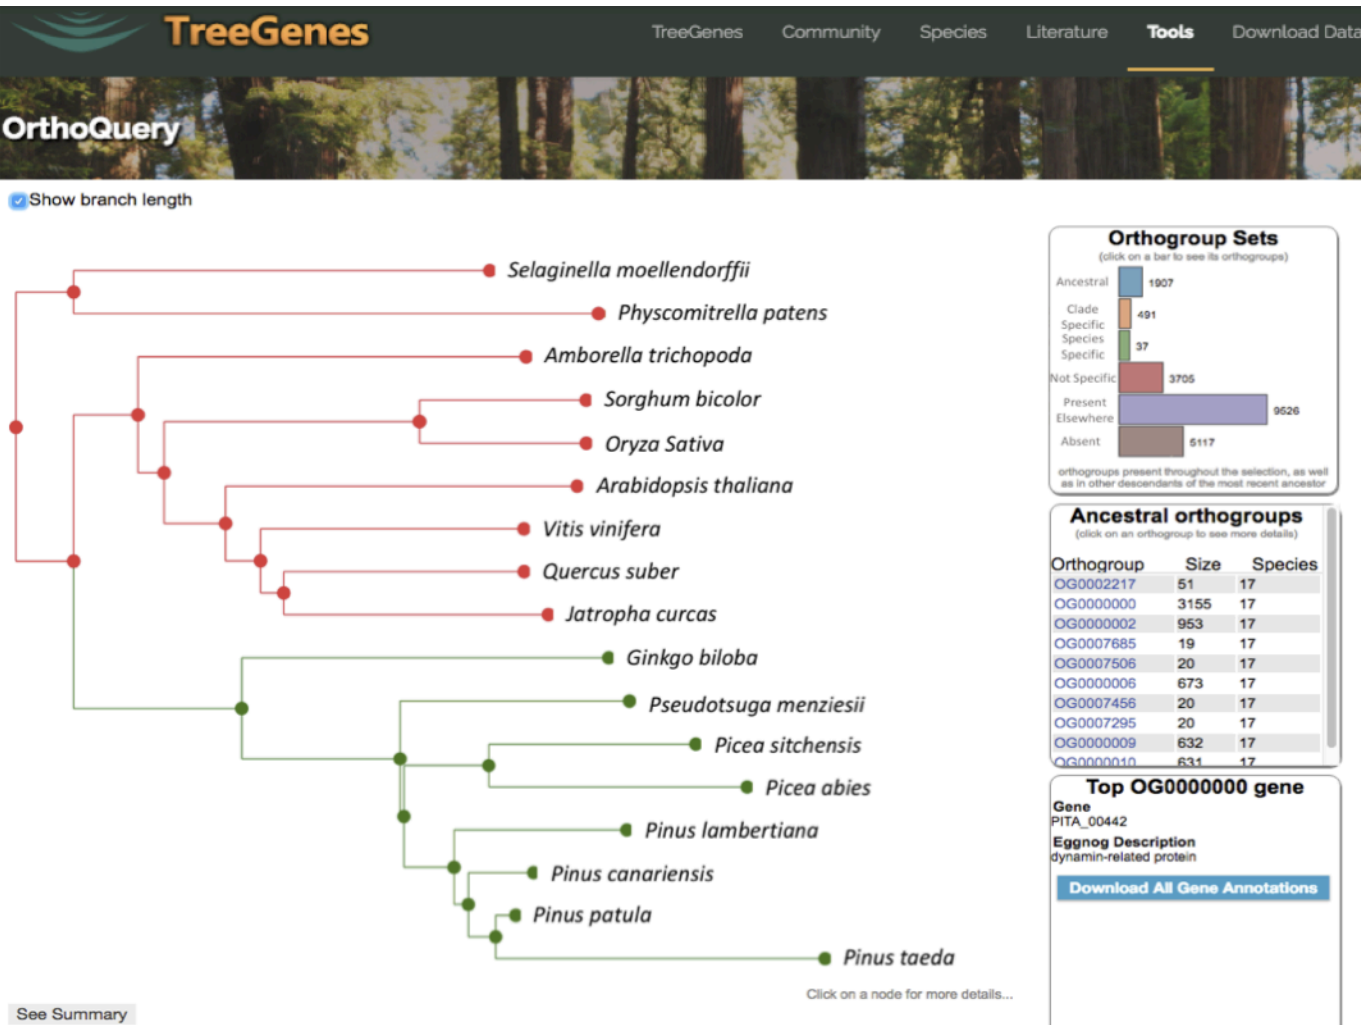 TreeGenes
TreeGenes Community Species Literature Tools Download Data
OrthoQuery
Show branch length
Selaginella moellendorffii
Physcomitrella patens
Amborella trichopoda
Sorghum bicolor
Oryza Sativa
Arabidopsis thaliana
Vitis vinifera
Quercus suber
Jatropha curcas
Ginkgo biloba
Pseudotsuga menziesii
Picea sitchensis
Picea abies
Pinus lambertiana
Pinus canariensis
Pinus patula
Pinus taeda
Click on a node for more details...
See Summary
Orthogroup Sets
(click on a bar to see its orthogroups)
Ancestral 1907
Clade
Specific 491
Species
Specific 37
Not Specific 3705
Present
Elsewhere 9526
Absent 5117
orthogroups present throughout the selection, as well
as in other descendants of the most recent ancestor
Ancestral orthogroups
(click on an orthogroup to see more details)
Orthogroup Size Species
OG0002217 51 17
OG0000000 3155 17
OG0000002 953 17
OG0007685 19 17
OG0007506 20 17
OG0000006 673 17
OG0007456 20 17
OG0007295 20 17
OG0000009 632 17
OG0000010 631 17
Top OG0000000 gene
Gene
PITA_00442
Eggnog Description
dynamin-related protein
Download All Gene Annotations